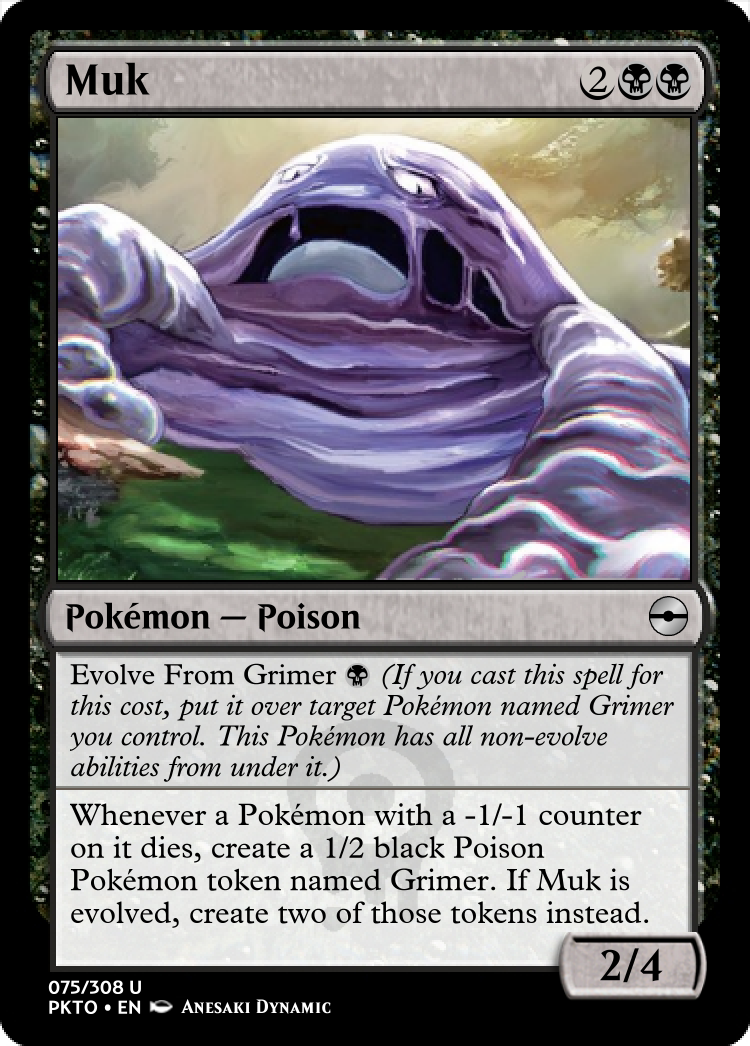 Muk 2
Pokémon — Poison
Evolve From Grimer (If you cast this spell for
this cost, put it over target Pokémon named Grimer
you control. This Pokémon has all non-evolve
abilities from under it.)
Whenever a Pokémon with a -1/-1 counter
on it dies, create a 1/2 black Poison
Pokémon token named Grimer. If Muk is
evolved, create two of those tokens instead.
2/4
075/308 U
PKTO • EN Anesaki Dynamic